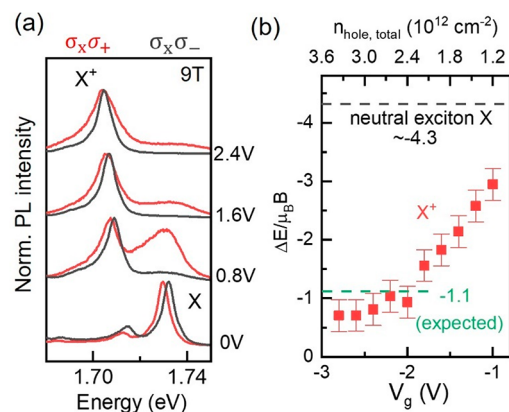 (a)
σxσ+ σxσ−
X+ 9T
2.4V
1.6V
0.8V
X
0V
Norm. PL intensity
1.70 1.74
Energy (eV)
(b)
nhole, total (10^12 cm-2)
3.6 3.0 2.4 1.8 1.2
-4
-3
-2
-1
0
neutral exciton X
~-4.3
X+
-1.1
(expected)
ΔE/μBB
-3 -2 -1
Vg (V)